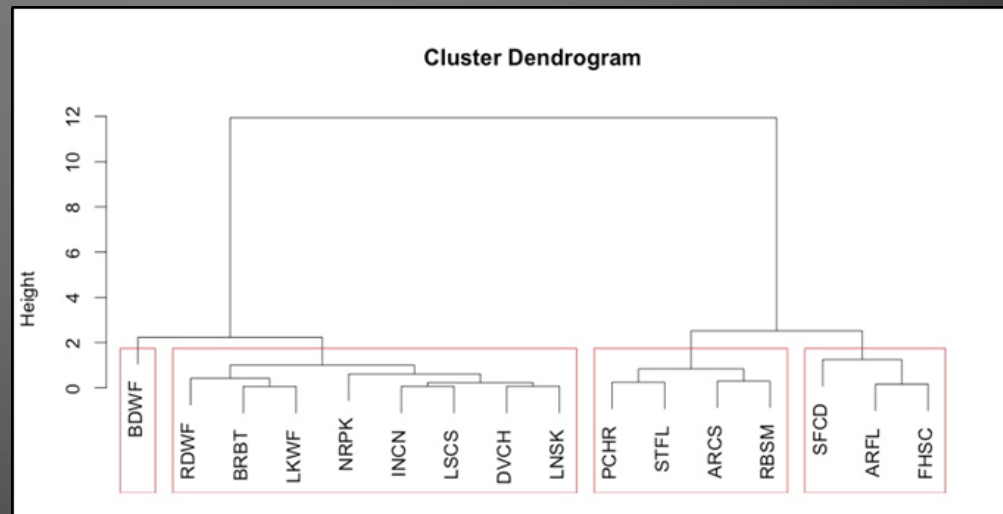 Cluster Dendrogram
Height
12
10
8
6
4
2
0
BDWF
RDWF
BRBT
LKWF
NRPK
INCN
LSCS
DVCH
LNSK
PCHR
STFL
ARCS
RBSM
SFCD
ARFL
FHSC